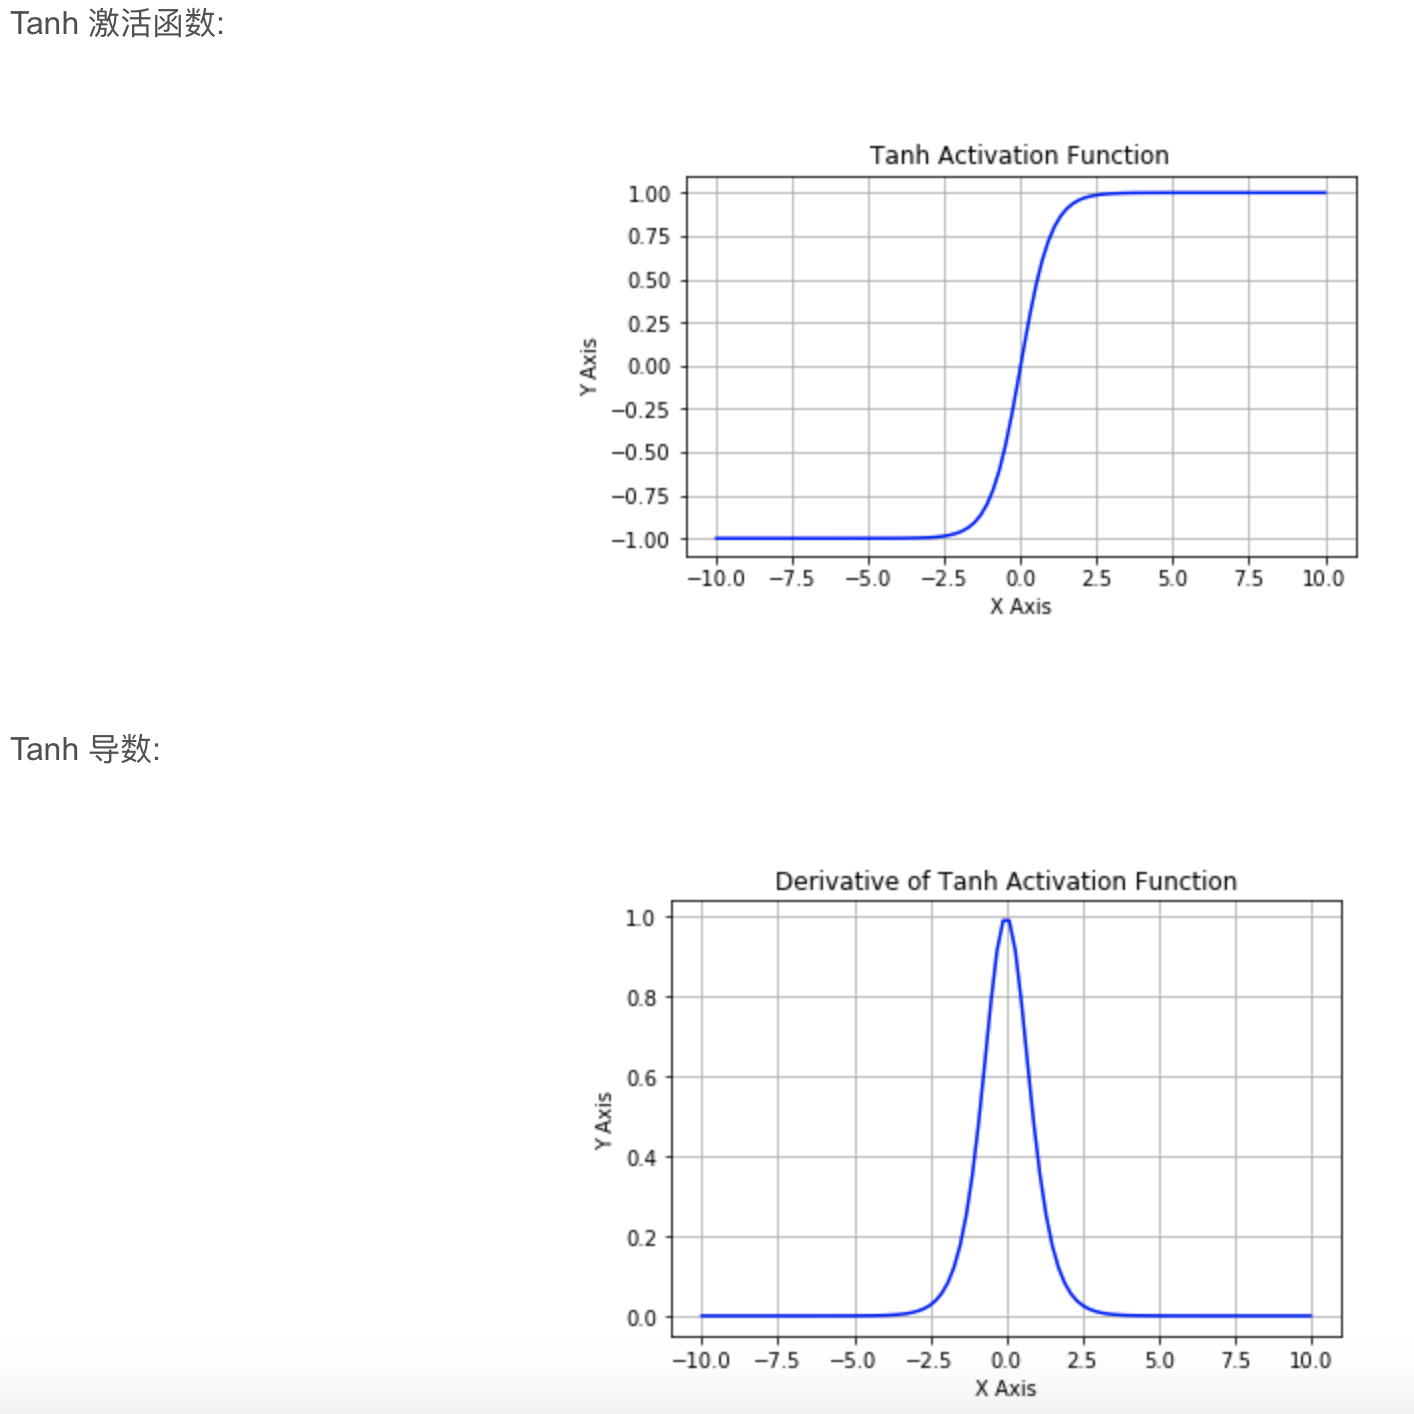 Tanh 激活函数:
Tanh Activation Function
1.00
0.75
0.50
0.25
0.00
−0.25
−0.50
−0.75
−1.00
Y Axis
−10.0 −7.5 −5.0 −2.5 0.0 2.5 5.0 7.5 10.0
X Axis
Tanh 导数:
Derivative of Tanh Activation Function
1.0
0.8
0.6
0.4
0.2
0.0
Y Axis
−10.0 −7.5 −5.0 −2.5 0.0 2.5 5.0 7.5 10.0
X Axis